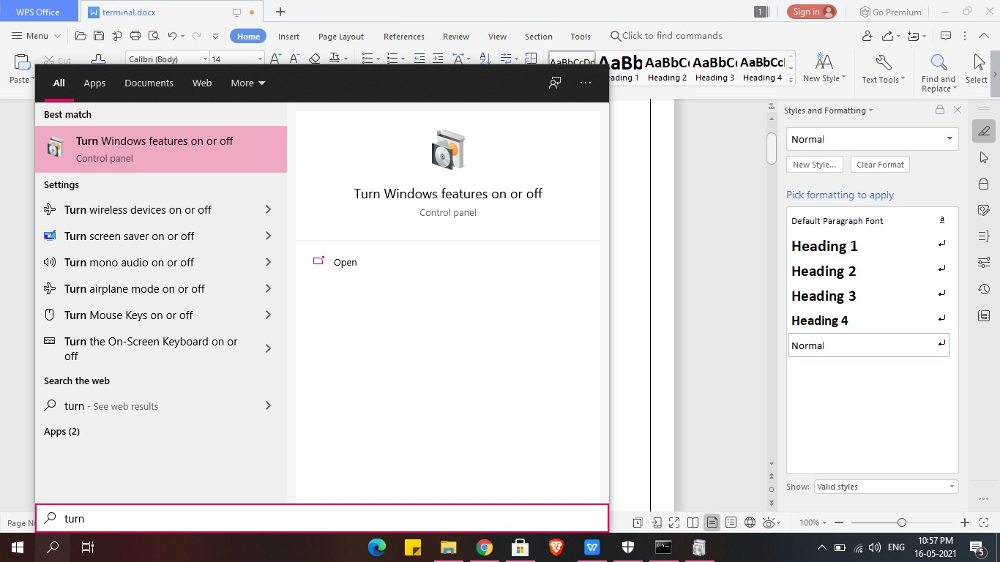 WPS Office
terminal.docx
1
Sign in
Go Premium
Menu
Home
Insert
Page Layout
References
Review
View
Section
Tools
Click to find commands
Paste
Cut
Calibri (Body)
14
AaBbCcDd
AaBb
AaBbC
AaBbCc
AaBbCcl
eading 1
Heading 2
Heading 3
Heading 4
New Style
Text Tools
Find and
Replace
Select
All
Apps
Documents
Web
More
Best match
Turn Windows features on or off
Control panel
Settings
Turn wireless devices on or off
Turn screen saver on or off
Turn mono audio on or off
Turn airplane mode on or off
Turn Mouse Keys on or off
Turn the On-Screen Keyboard on or
off
Search the web
turn - See web results
Apps (2)
turn
Turn Windows features on or off
Control panel
Open
Styles and Formatting
Normal
New Style...
Clear Format
Pick formatting to apply
Default Paragraph Font a
Heading 1
Heading 2
Heading 3
Heading 4
Normal
Show: Valid styles
Page
100%
ENG
10:57 PM
16-05-2021
5